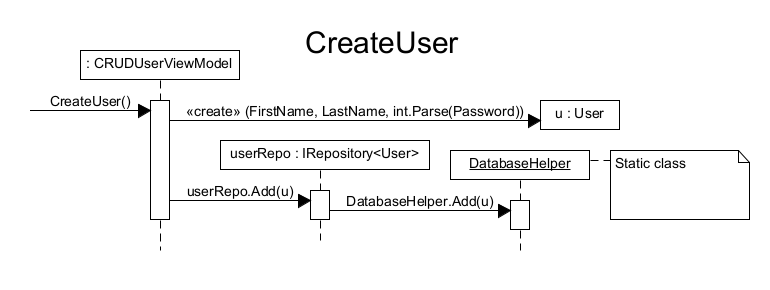 CreateUser
: CRUDUserViewModel
CreateUser()
«create» (FirstName, LastName, int.Parse(Password))
u : User
userRepo : IRepository<User>
DatabaseHelper
Static class
userRepo.Add(u)
DatabaseHelper.Add(u)